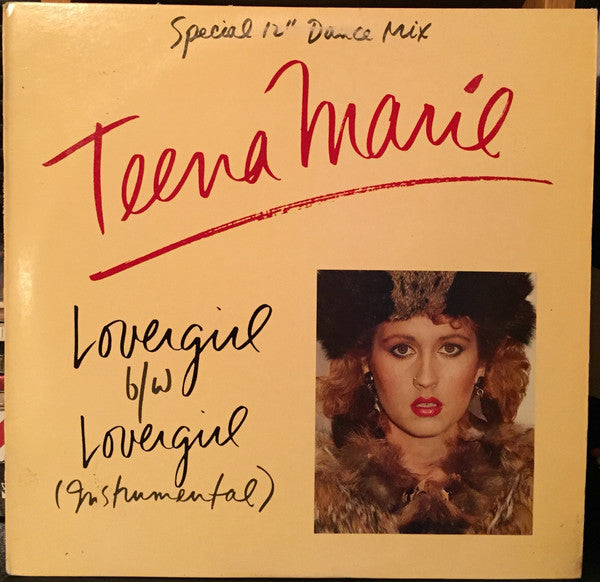 Special 12" Dance Mix
Teena Marie
Lovergirl
b/w
Lovergirl
(Instrumental)